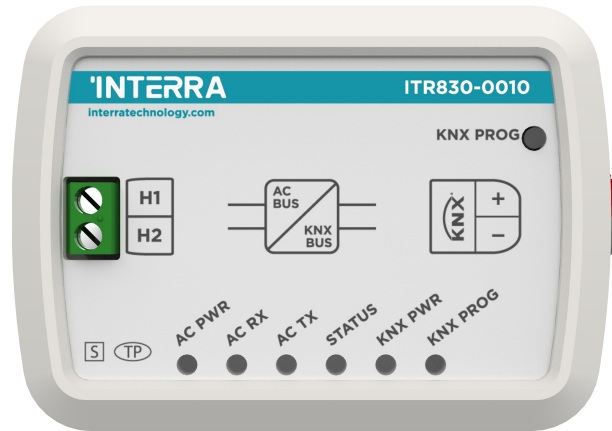 INTERRA
ITR830-0010
interratechnology.com
KNX PROG
H1
H2
AC
BUS
KNX
BUS
KNX
+
−
AC PWR
AC RX
AC TX
STATUS
KNX PWR
KNX PROG
S
TP